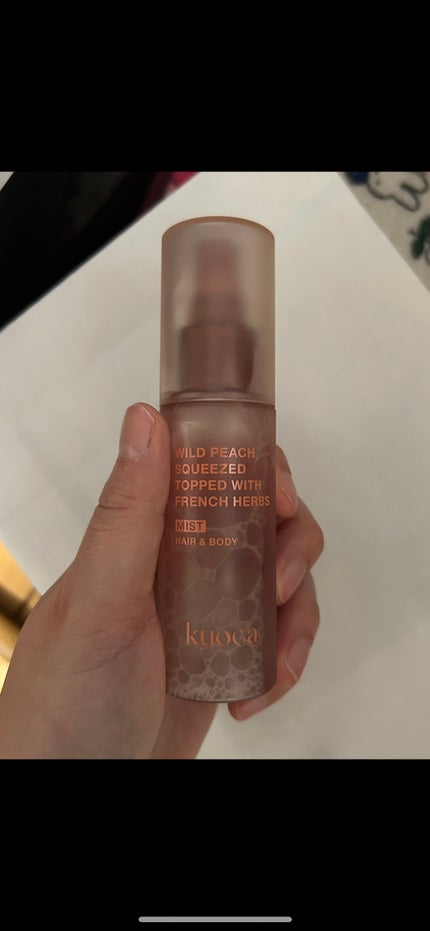 WILD PEACH
SQUEEZED
TOPPED WITH
FRENCH HERBS
MIST
HAIR & BODY
kuoca